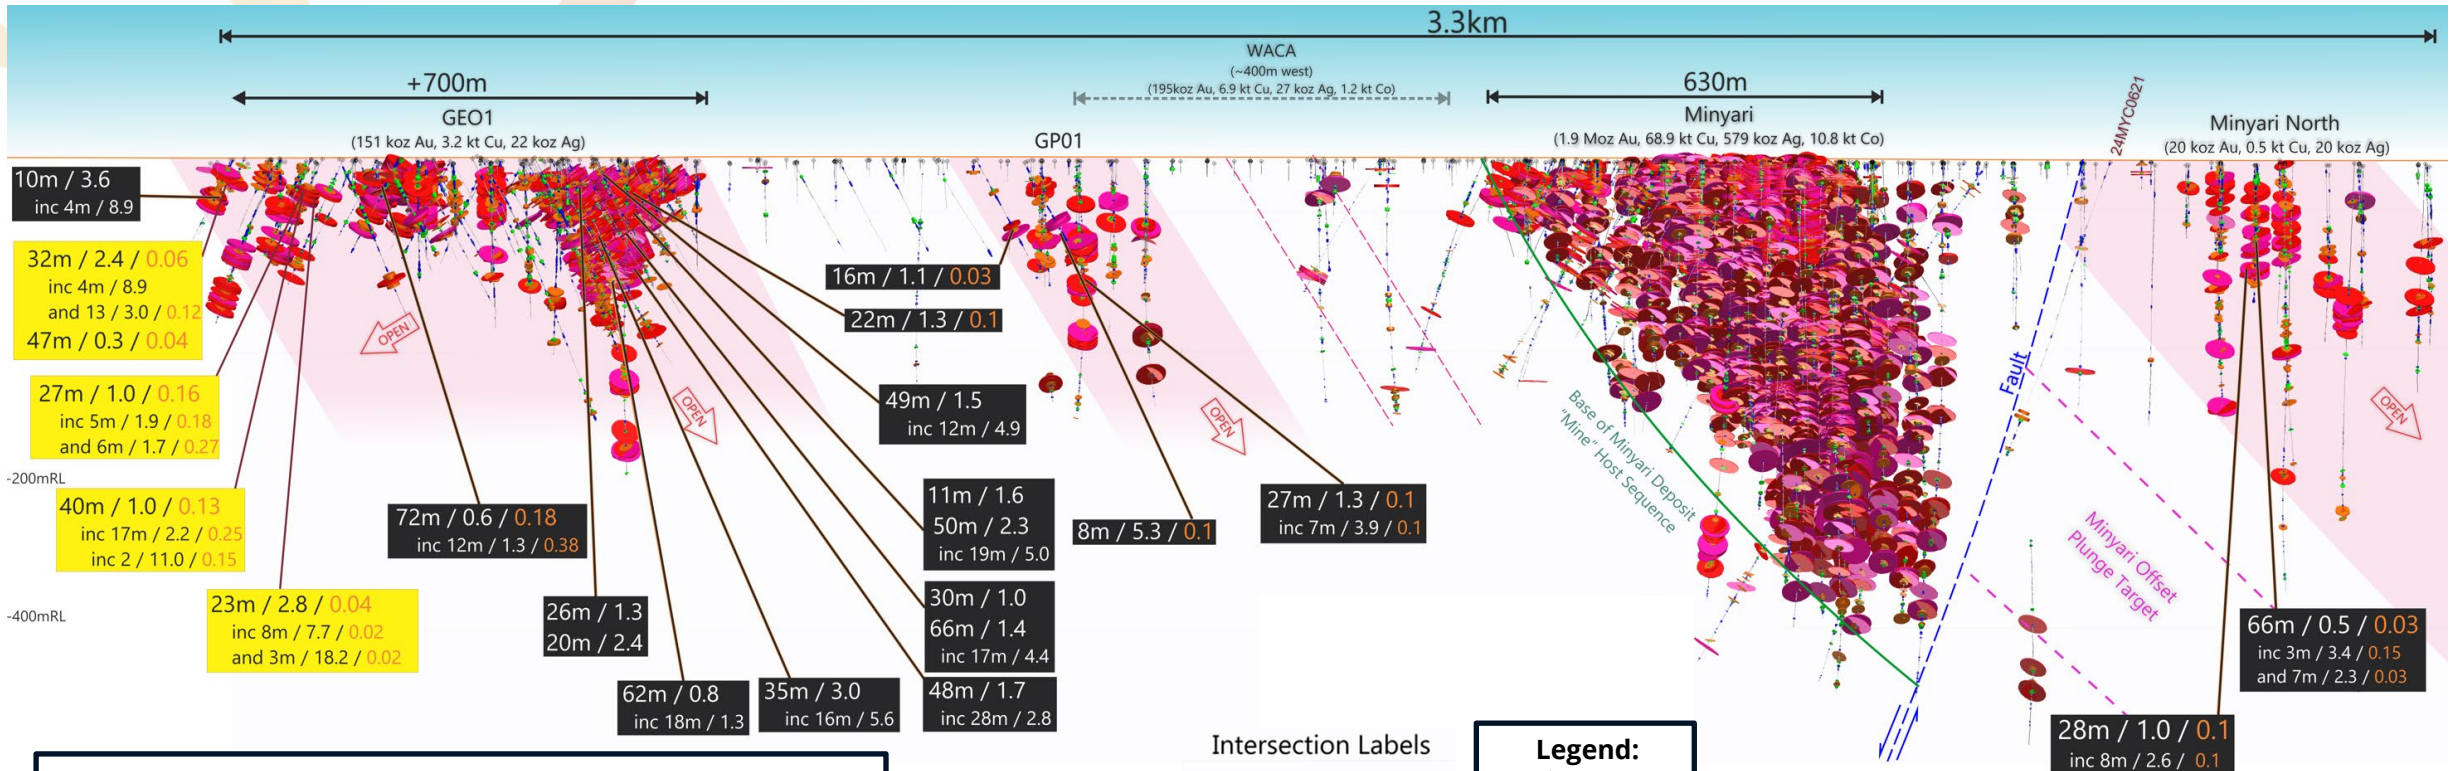 3.3km
WACA
(~400m west)
(195koz Au, 6.9 kt Cu, 27 koz Ag, 1.2 kt Co)
+700m
GEO1
(151 koz Au, 3.2 kt Cu, 22 koz Ag)
GP01
630m
Minyari
(1.9 Moz Au, 68.9 kt Cu, 579 koz Ag, 10.8 kt Co)
24MYC0621
Minyari North
(20 koz Au, 0.5 kt Cu, 20 koz Ag)
10m / 3.6
inc 4m / 8.9
32m / 2.4 / 0.06
inc 4m / 8.9
and 13 / 3.0 / 0.12
47m / 0.3 / 0.04
27m / 1.0 / 0.16
inc 5m / 1.9 / 0.18
and 6m / 1.7 / 0.27
-200mRL
40m / 1.0 / 0.13
inc 17m / 2.2 / 0.25
inc 2 / 11.0 / 0.15
-400mRL
23m / 2.8 / 0.04
inc 8m / 7.7 / 0.02
and 3m / 18.2 / 0.02
OPEN
72m / 0.6 / 0.18
inc 12m / 1.3 / 0.38
26m / 1.3
20m / 2.4
62m / 0.8
inc 18m / 1.3
OPEN
35m / 3.0
inc 16m / 5.6
16m / 1.1 / 0.03
22m / 1.3 / 0.1
49m / 1.5
inc 12m / 4.9
11m / 1.6
50m / 2.3
inc 19m / 5.0
30m / 1.0
66m / 1.4
inc 17m / 4.4
48m / 1.7
inc 28m / 2.8
8m / 5.3 / 0.1
OPEN
27m / 1.3 / 0.1
inc 7m / 3.9 / 0.1
Base of Minyari Deposit
"Mine" Host Sequence
Fault
Minyari Offset
Plunge Target
OPEN
66m / 0.5 / 0.03
inc 3m / 3.4 / 0.15
and 7m / 2.3 / 0.03
28m / 1.0 / 0.1
inc 8m / 2.6 / 0.1
Intersection Labels
Legend: